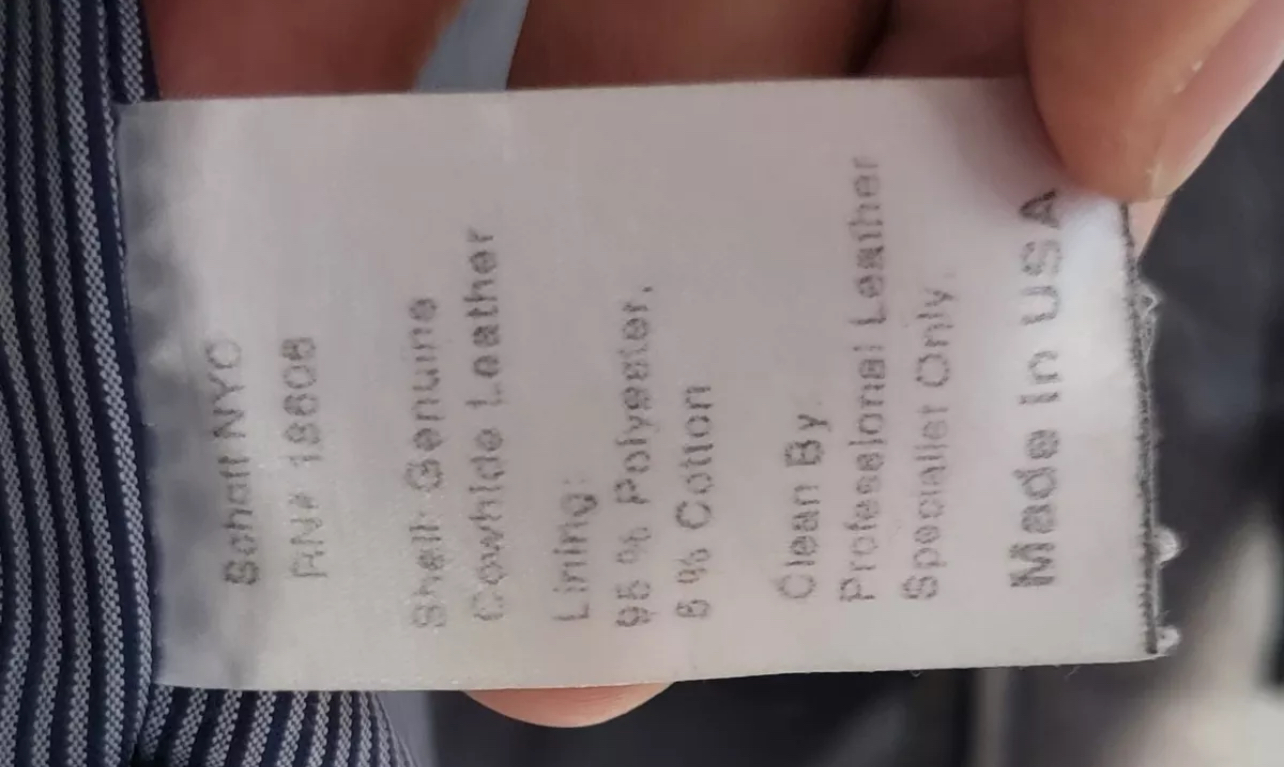 Schott NYC
RN# 18608
Shell: Genuine
Cowhide Leather
Lining:
95 % Polyester,
5 % Cotton
Clean By
Professional Leather
Specialist Only.
Made In USA